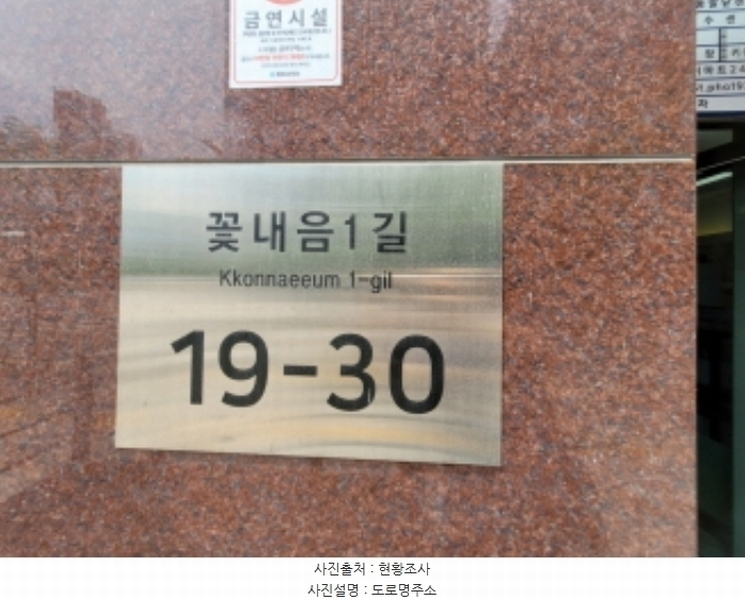 금연시설
꽃내음1길
Kkonnaeeum 1-gil
19-30
사진출처 : 현황조사
사진설명 : 도로명주소